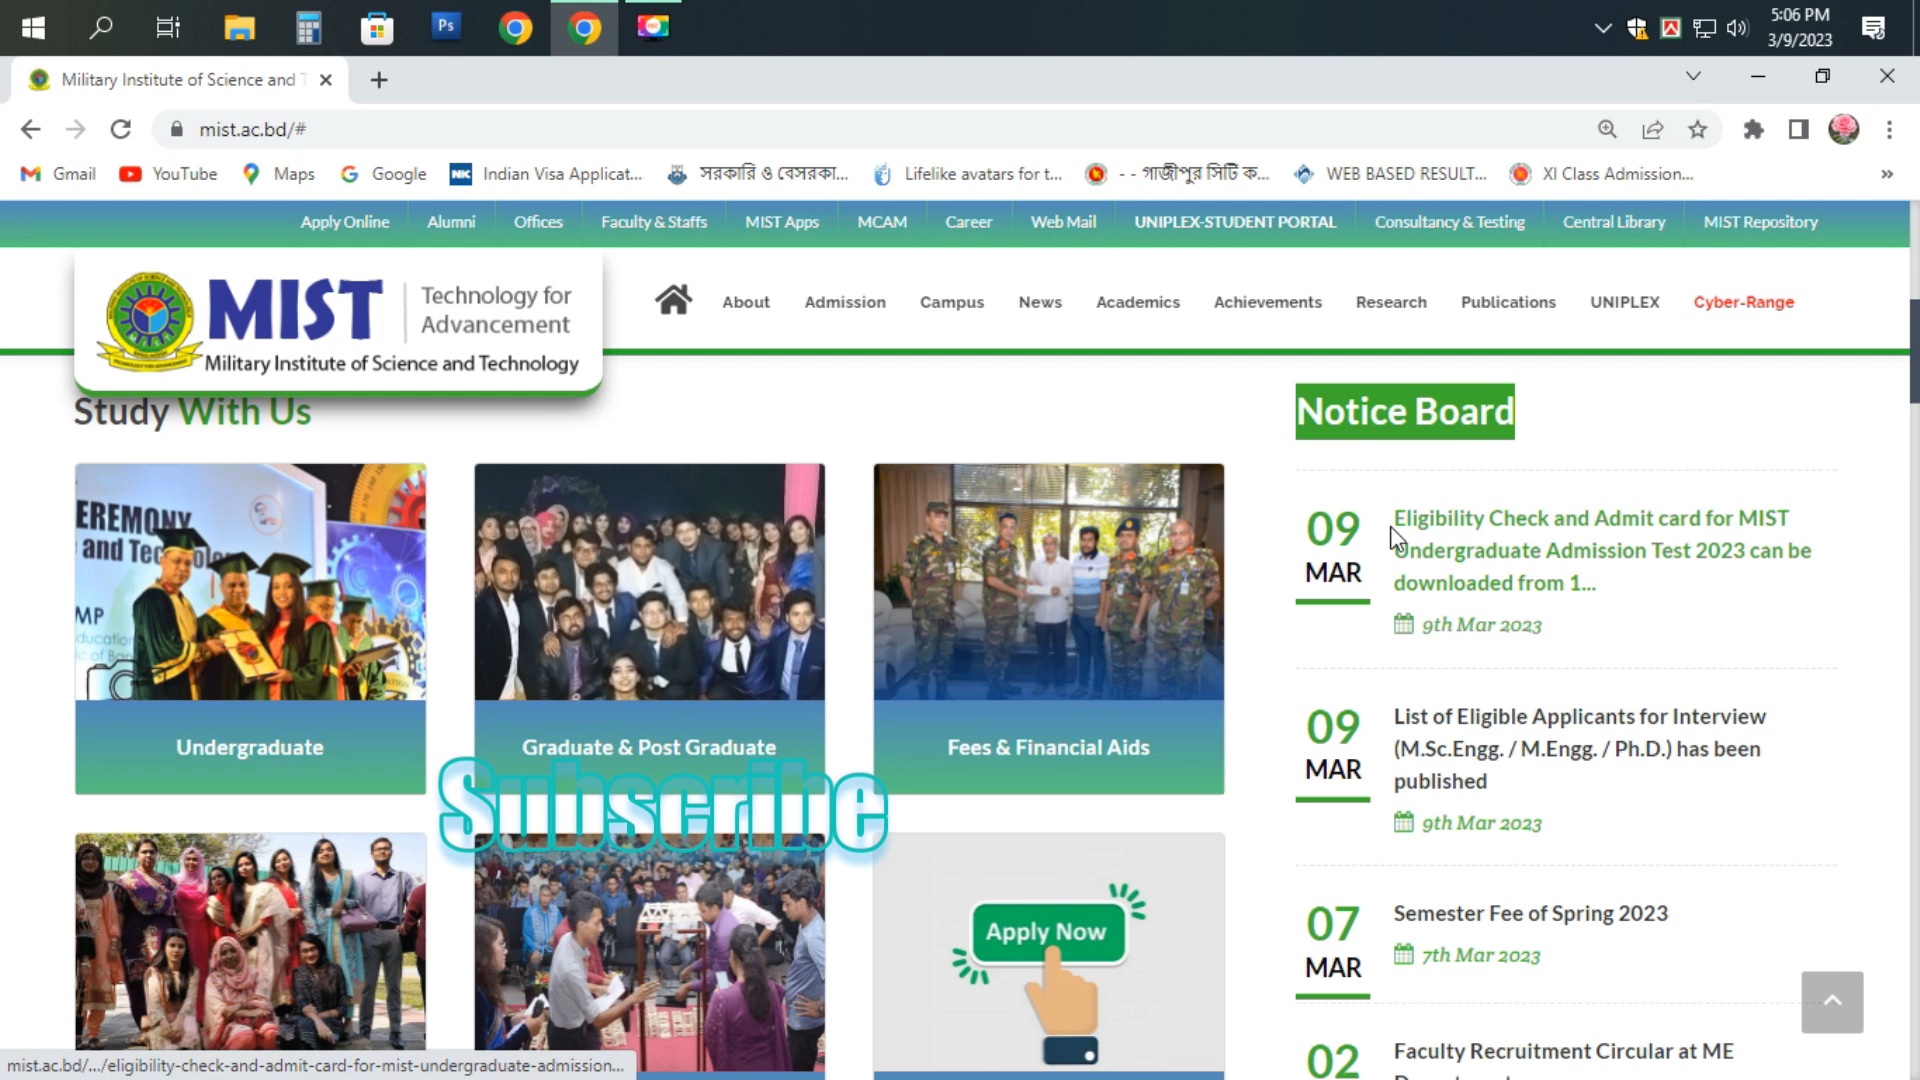 Ps
5:06 PM
3/9/2023
Military Institute of Science and T
mist.ac.bd/#
Gmail
YouTube
Maps
Google
Indian Visa Applicat...
সরকারি ও বেসরকা...
Lifelike avatars for t...
- - গাজীপুর সিটি ক...
WEB BASED RESULT...
XI Class Admission...
Apply Online
Alumni
Offices
Faculty & Staffs
MIST Apps
MCAM
Career
Web Mail
UNIPLEX-STUDENT PORTAL
Consultancy & Testing
Central Library
MIST Repository
MIST
Technology for
Advancement
Military Institute of Science and Technology
About
Admission
Campus
News
Academics
Achievements
Research
Publications
UNIPLEX
Cyber-Range
Study With Us
EREMONY
and Technolo
MP
Undergraduate
Graduate & Post Graduate
Fees & Financial Aids
Subscribe
Apply Now
Notice Board
09
MAR
Eligibility Check and Admit card for MIST
Undergraduate Admission Test 2023 can be
downloaded from 1...
9th Mar 2023
09
MAR
List of Eligible Applicants for Interview
(M.Sc.Engg. / M.Engg. / Ph.D.) has been
published
9th Mar 2023
07
MAR
Semester Fee of Spring 2023
7th Mar 2023
02
Faculty Recruitment Circular at ME
mist.ac.bd/.../eligibility-check-and-admit-card-for-mist-undergraduate-admission...